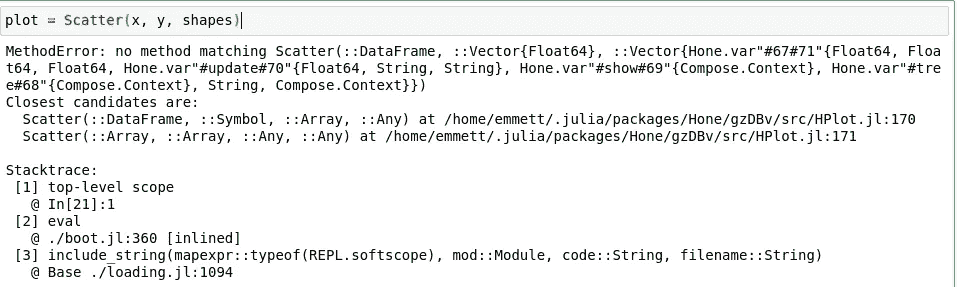 plot = Scatter(x, y, shapes)
MethodError: no method matching Scatter(::DataFrame, ::Vector{Float64}, ::Vector{Hone.var"#67#71"{Float64, Floa
t64, Float64, Hone.var"#update#70"{Float64, String, String}, Hone.var"#show#69"{Compose.Context}, Hone.var"#tre
e#68"{Compose.Context}, String, Compose.Context}})
Closest candidates are:
  Scatter(::DataFrame, ::Symbol, ::Array, ::Any) at /home/emmett/.julia/packages/Hone/gzDBv/src/HPlot.jl:170
  Scatter(::Array, ::Array, ::Any, ::Any) at /home/emmett/.julia/packages/Hone/gzDBv/src/HPlot.jl:171
Stacktrace:
 [1] top-level scope
   @ In[21]:1
 [2] eval
   @ ./boot.jl:360 [inlined]
 [3] include_string(mapexpr::typeof(REPL.softscope), mod::Module, code::String, filename::String)
   @ Base ./loading.jl:1094